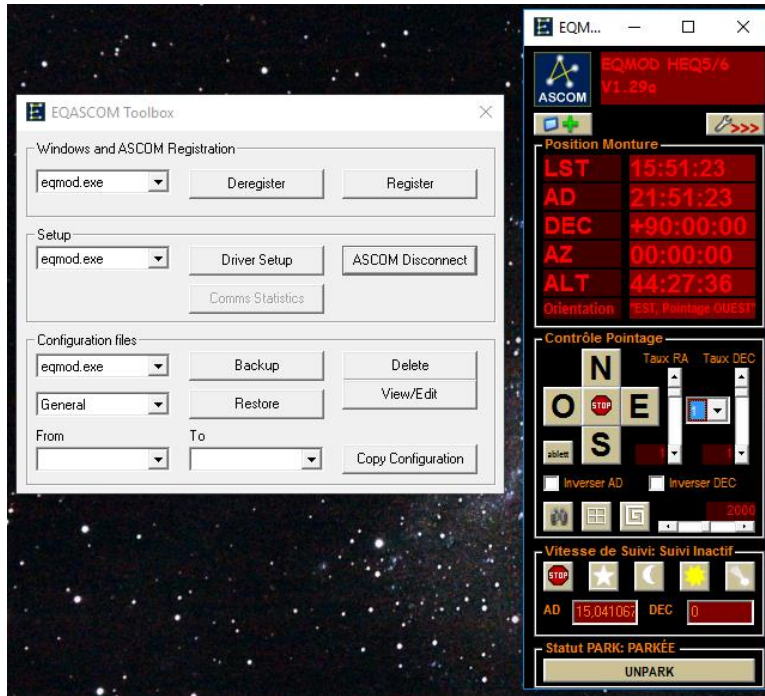 EQASCOM Toolbox
Windows and ASCOM Registration
eqmod.exe
Deregister
Register
Setup
eqmod.exe
Driver Setup
ASCOM Disconnect
Comms Statistics
Configuration files
eqmod.exe
Backup
Delete
General
Restore
View/Edit
From
To
Copy Configuration
EQM...
ASCOM
EQMOD HEQ5/6
V1.29a
>>>
Position Monture
LST 15:51:23
AD 21:51:23
DEC +90:00:00
AZ 00:00:00
ALT 44:27:36
Orientation "EST, Pointage OUEST"
Contrôle Pointage
Taux RA Taux DEC
N
O STOP E
1
ablett S
1 1
Inverser AD Inverser DEC
2000
Vitesse de Suivi: Suivi Inactif
STOP
AD 15,041067 DEC 0
Statut PARK: PARKÉE
UNPARK